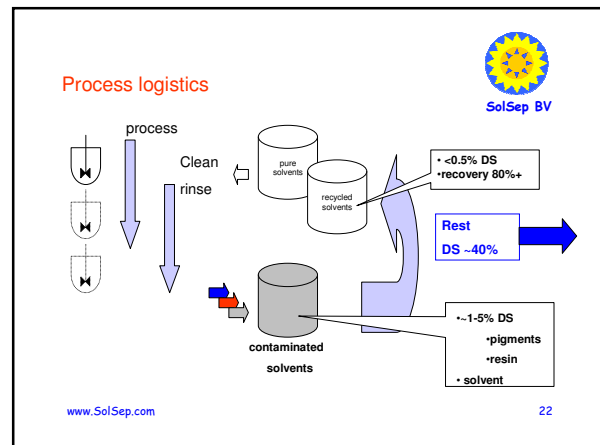 Process logistics
SolSep BV
process
Clean
rinse
pure
solvents
recycled
solvents
• <0.5% DS
•recovery 80%+
Rest
DS ~40%
contaminated
solvents
•~1-5% DS
•pigments
•resin
• solvent
www.SolSep.com
22